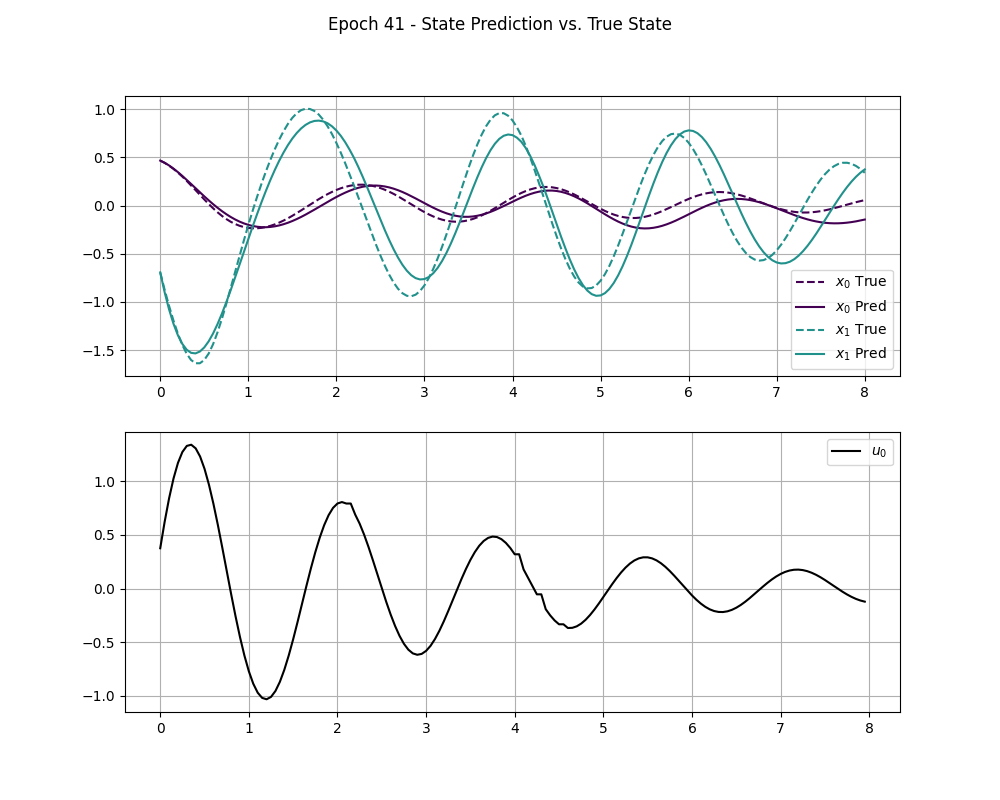 Epoch 41 - State Prediction vs. True State
1.0
0.5
0.0
−0.5
−1.0
−1.5
x₀ True
x₀ Pred
x₁ True
x₁ Pred
0 1 2 3 4 5 6 7 8
u₀
1.0
0.5
0.0
−0.5
−1.0
0 1 2 3 4 5 6 7 8